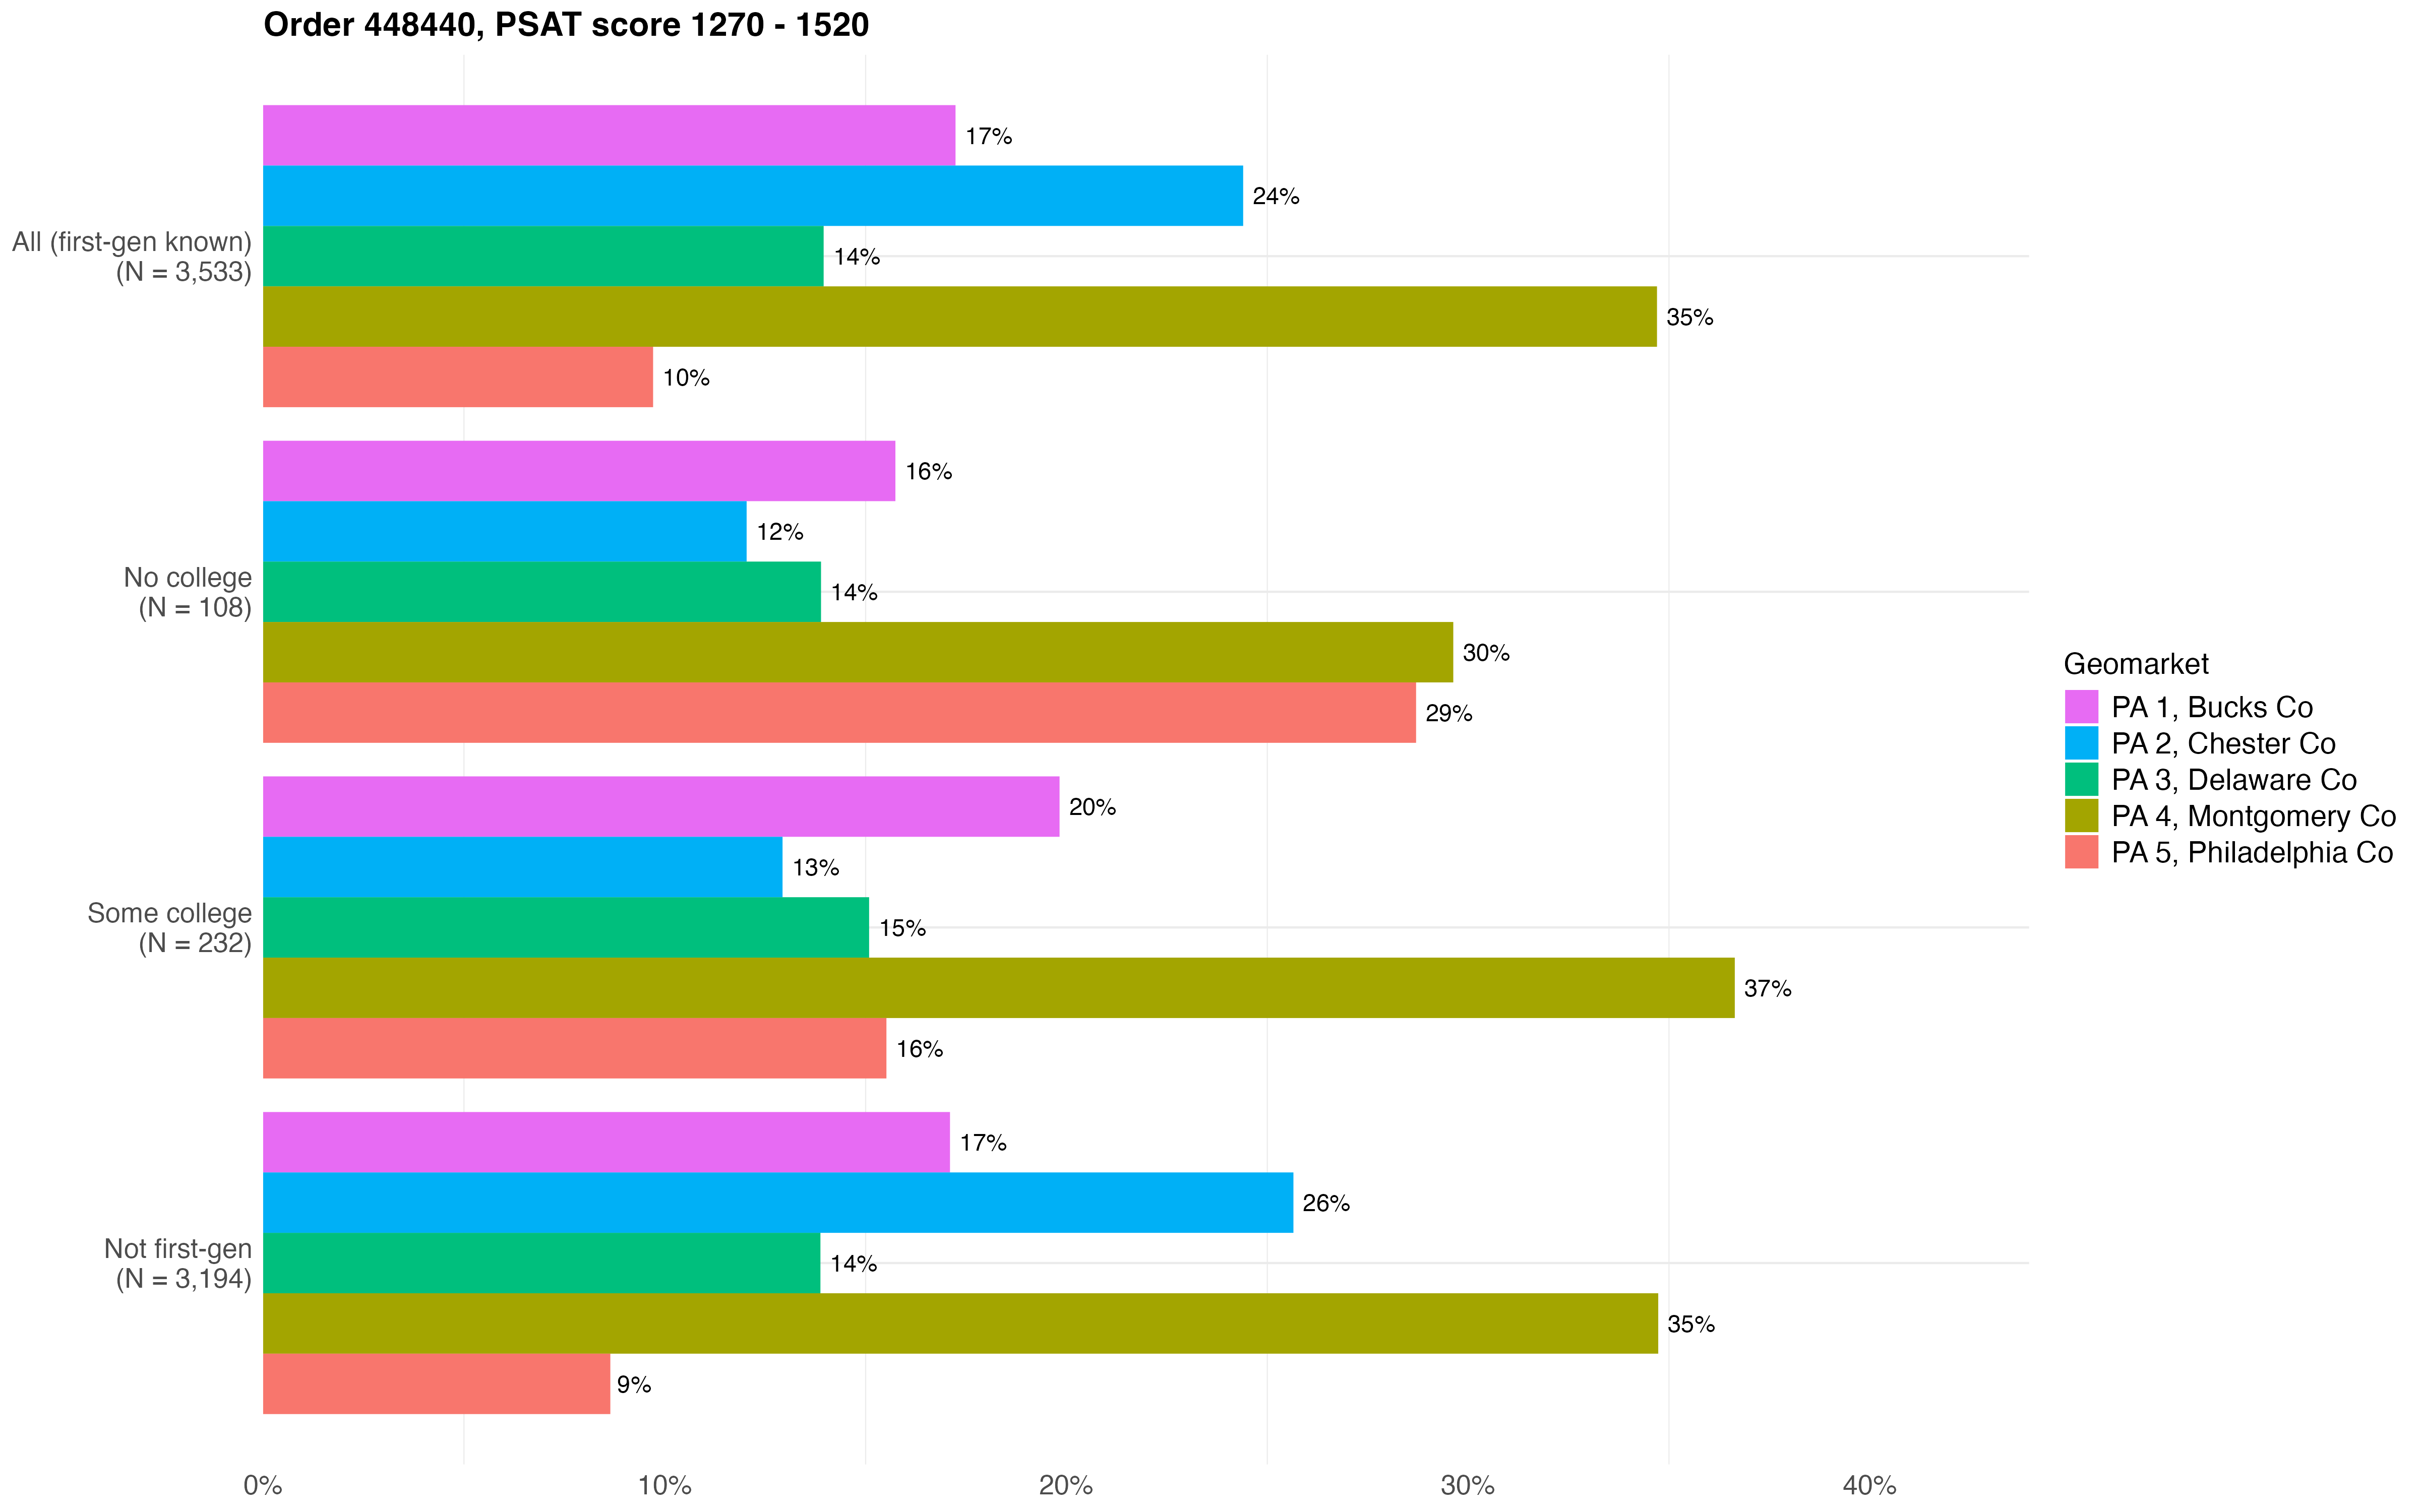 Order 448440, PSAT score 1270 - 1520
All (first-gen known)
(N = 3,533)
17%
24%
14%
35%
10%
No college
(N = 108)
16%
12%
14%
30%
29%
Some college
(N = 232)
20%
13%
15%
37%
16%
Not first-gen
(N = 3,194)
17%
26%
14%
35%
9%
0%
10%
20%
30%
40%
Geomarket
PA 1, Bucks Co
PA 2, Chester Co
PA 3, Delaware Co
PA 4, Montgomery Co
PA 5, Philadelphia Co